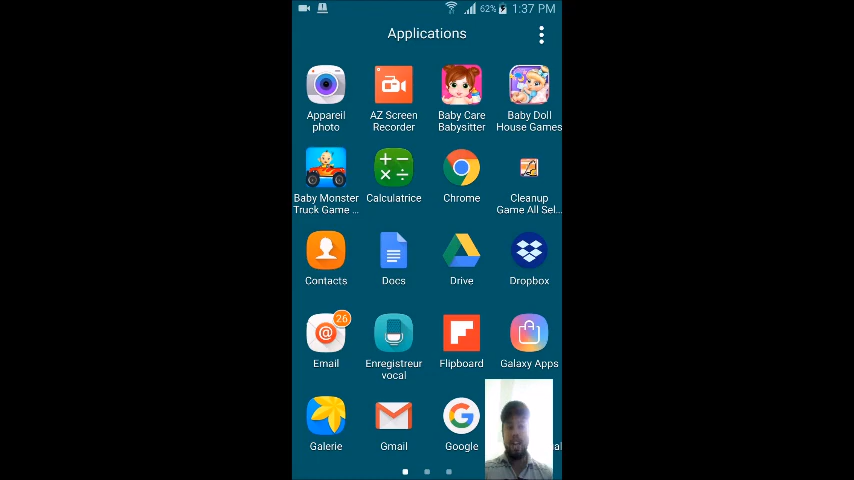 62% 1:37 PM
Applications
Appareil photo
AZ Screen Recorder
Baby Care Babysitter
Baby Doll House Games
Baby Monster Truck Game ...
Calculatrice
Chrome
Cleanup Game All Sel...
Contacts
Docs
Drive
Dropbox
26
Email
Enregistreur vocal
Flipboard
Galaxy Apps
Galerie
Gmail
Google